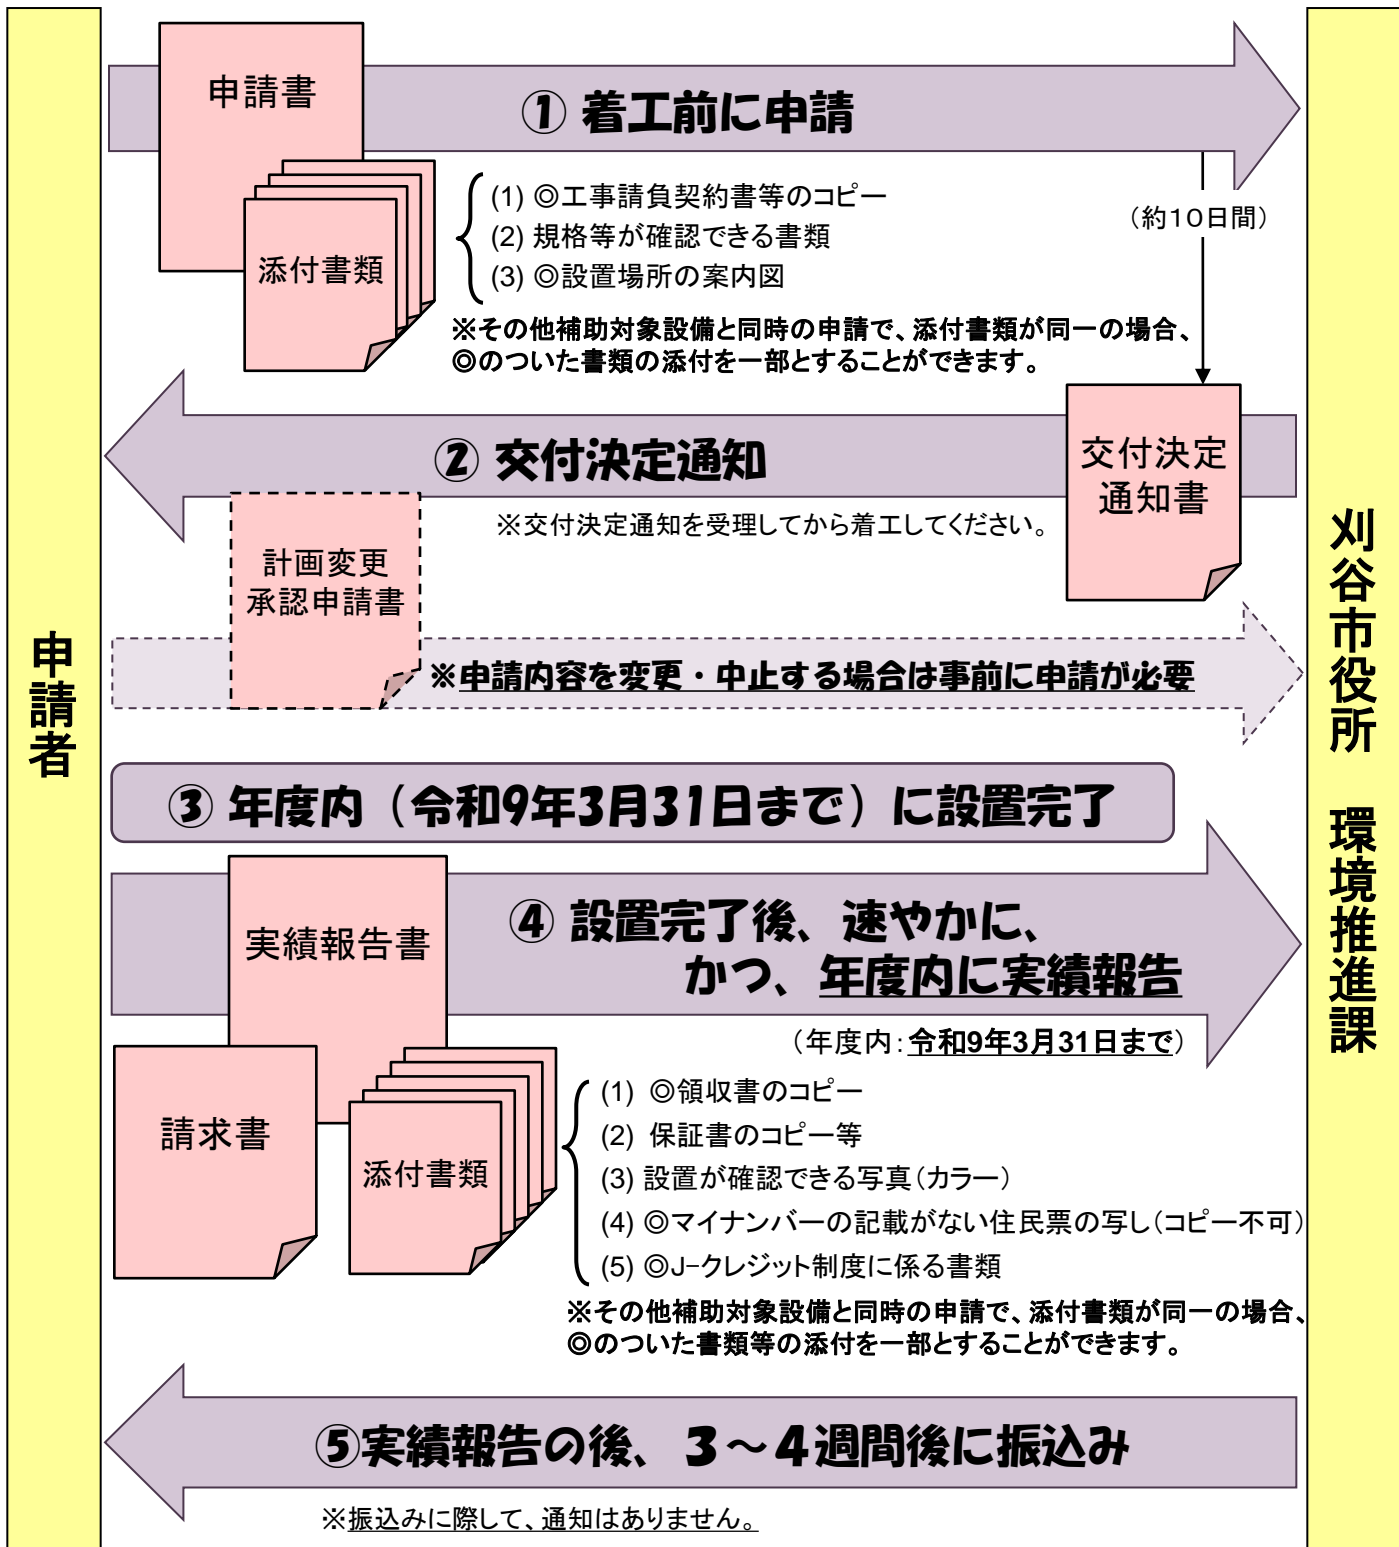 申請者
刈谷市役所　環境推進課
申請書
① 着工前に申請
添付書類
(1) ◎工事請負契約書等のコピー
(2) 規格等が確認できる書類
(3) ◎設置場所の案内図
（約１０日間）
※その他補助対象設備と同時の申請で、添付書類が同一の場合、
◎のついた書類の添付を一部とすることができます。
② 交付決定通知
交付決定
通知書
※交付決定通知を受理してから着工してください。
計画変更
承認申請書
※申請内容を変更・中止する場合は事前に申請が必要
③ 年度内（令和9年3月31日まで）に設置完了
実績報告書
④ 設置完了後、速やかに、
かつ、年度内に実績報告
（年度内：令和9年3月31日まで）
請求書
添付書類
(1) ◎領収書のコピー
(2) 保証書のコピー等
(3) 設置が確認できる写真（カラー）
(4) ◎マイナンバーの記載がない住民票の写し（コピー不可）
(5) ◎J-クレジット制度に係る書類
※その他補助対象設備と同時の申請で、添付書類が同一の場合、
◎のついた書類等の添付を一部とすることができます。
⑤実績報告の後、３～４週間後に振込み
※振込みに際して、通知はありません。